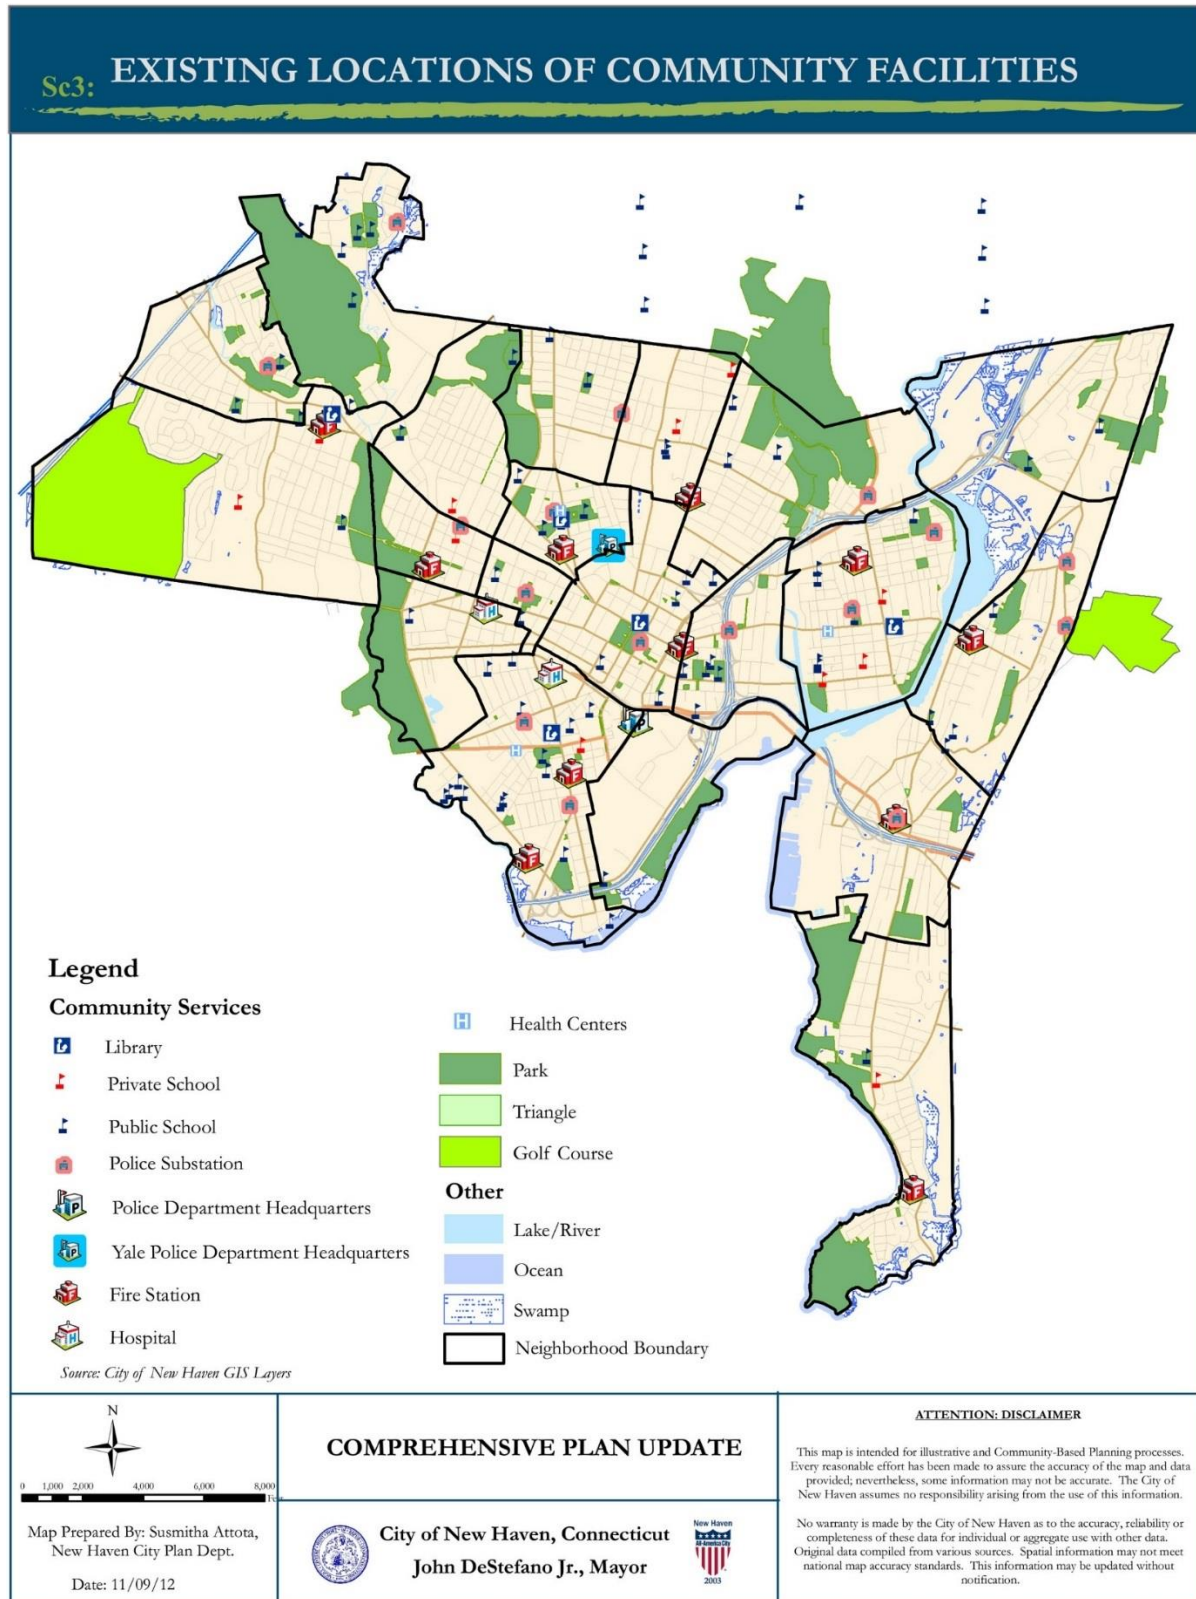 Sc3: EXISTING LOCATIONS OF COMMUNITY FACILITIES
Legend
Community Services
Library
Private School
Public School
Police Substation
Police Department Headquarters
Yale Police Department Headquarters
Fire Station
Hospital
Source: City of New Haven GIS Layers
H Health Centers
Park
Triangle
Golf Course
Other
Lake/River
Ocean
Swamp
Neighborhood Boundary
N
0 1,000 2,000 4,000 6,000 8,000
Map Prepared By: Susmitha Attota,
New Haven City Plan Dept.
Date: 11/09/12
COMPREHENSIVE PLAN UPDATE
City of New Haven, Connecticut
John DeStefano Jr., Mayor
New Haven
All-America City
2003
ATTENTION: DISCLAIMER
This map is intended for illustrative and Community-Based Planning processes.
Every reasonable effort has been made to assure the accuracy of the map and data
provided; nevertheless, some information may not be accurate. The City of
New Haven assumes no responsibility arising from the use of this information.
No warranty is made by the City of New Haven as to the accuracy, reliability or
completeness of these data for individual or aggregate use with other data.
Original data compiled from various sources. Spatial information may not meet
national map accuracy standards. This information may be updated without
notification.